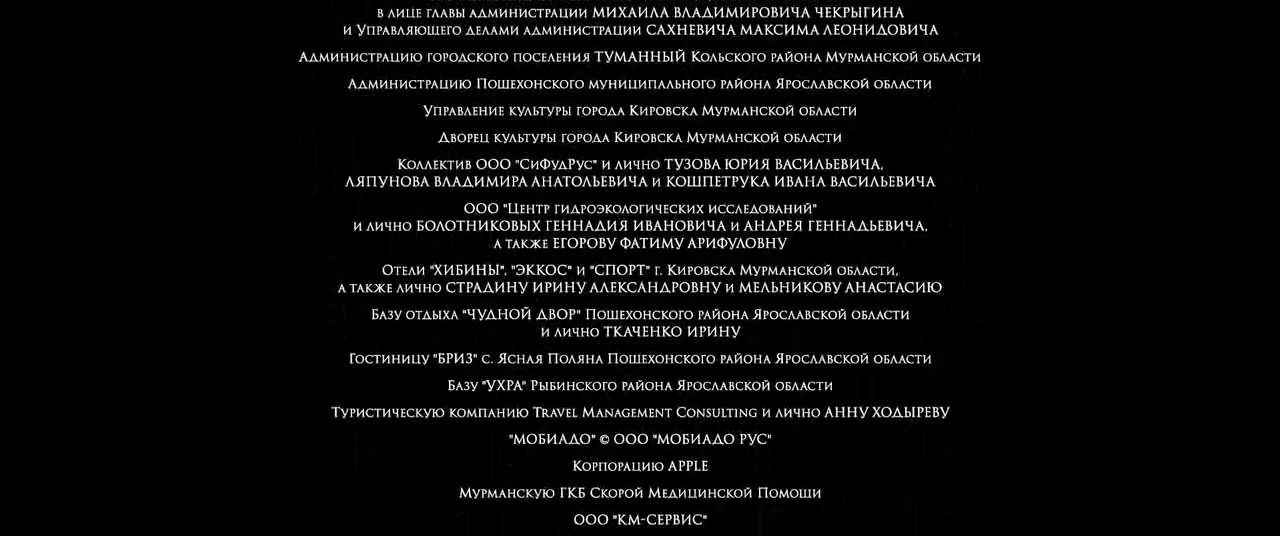 в лице главы администрации МИХАИЛА ВЛАДИМИРОВИЧА ЧЕКРЫГИНА
и Управляющего делами администрации САХНЕВИЧА МАКСИМА ЛЕОНИДОВИЧА
Администрацию городского поселения ТУМАННЫЙ Кольского района Мурманской области
Администрацию Пошехонского муниципального района Ярославской области
Управление культуры города Кировска Мурманской области
Дворец культуры города Кировска Мурманской области
Коллектив ООО "СиФудРус" и лично ТУЗОВА ЮРИЯ ВАСИЛЬЕВИЧА,
ЛЯПУНОВА ВЛАДИМИРА АНАТОЛЬЕВИЧА и КОШПЕТРУКА ИВАНА ВАСИЛЬЕВИЧА
ООО "Центр гидроэкологических исследований"
и лично БОЛОТНИКОВЫХ ГЕННАДИЯ ИВАНОВИЧА и АНДРЕЯ ГЕННАДЬЕВИЧА,
а также ЕГОРОВУ ФАТИМУ АРИФУЛОВНУ
Отели "ХИБИНЫ", "ЭККОС" и "СПОРТ" г. Кировска Мурманской области,
а также лично СТРАДИНУ ИРИНУ АЛЕКСАНДРОВНУ и МЕЛЬНИКОВУ АНАСТАСИЮ
Базу отдыха "ЧУДНОЙ ДВОР" Пошехонского района Ярославской области
и лично ТКАЧЕНКО ИРИНУ
Гостиницу "БРИЗ" с. Ясная Поляна Пошехонского района Ярославской области
Базу "УХРА" Рыбинского района Ярославской области
Туристическую компанию Travel Management Consulting и лично АННУ ХОДЫРЕВУ
"МОБИАДО" © ООО "МОБИАДО РУС"
Корпорацию APPLE
Мурманскую ГКБ Скорой Медицинской Помощи
ООО "КМ-СЕРВИС"